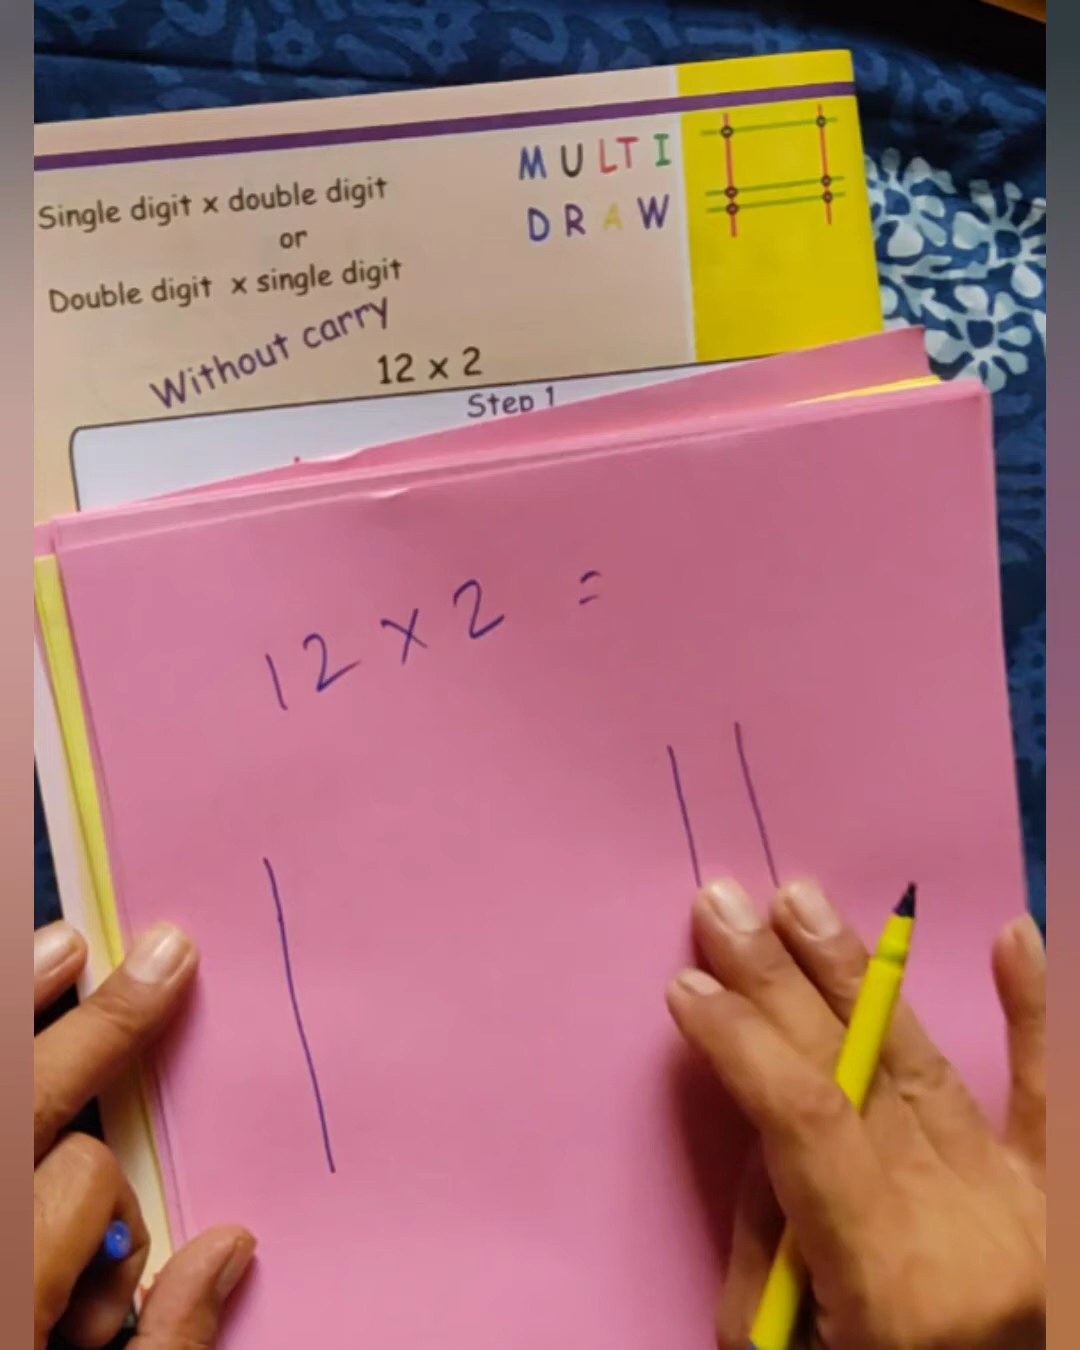 Single digit x double digit
or
Double digit x single digit
Without carry
MULTI
DRAW
12 x 2
Step 1
12 x 2 =